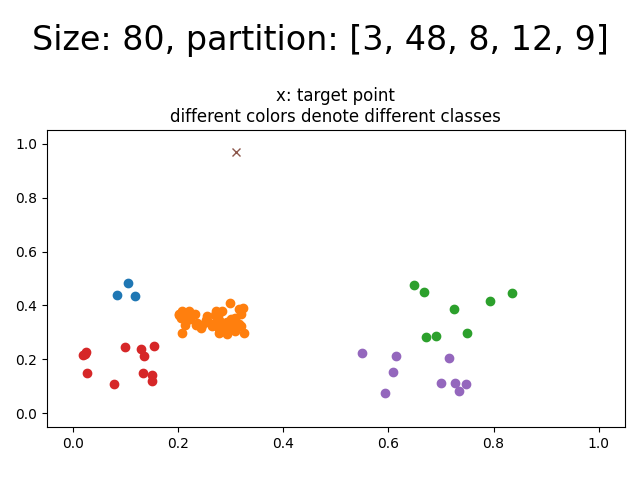 Size: 80, partition: [3, 48, 8, 12, 9]
x: target point
different colors denote different classes
1.0
0.8
0.6
0.4
0.2
0.0
0.0 0.2 0.4 0.6 0.8 1.0